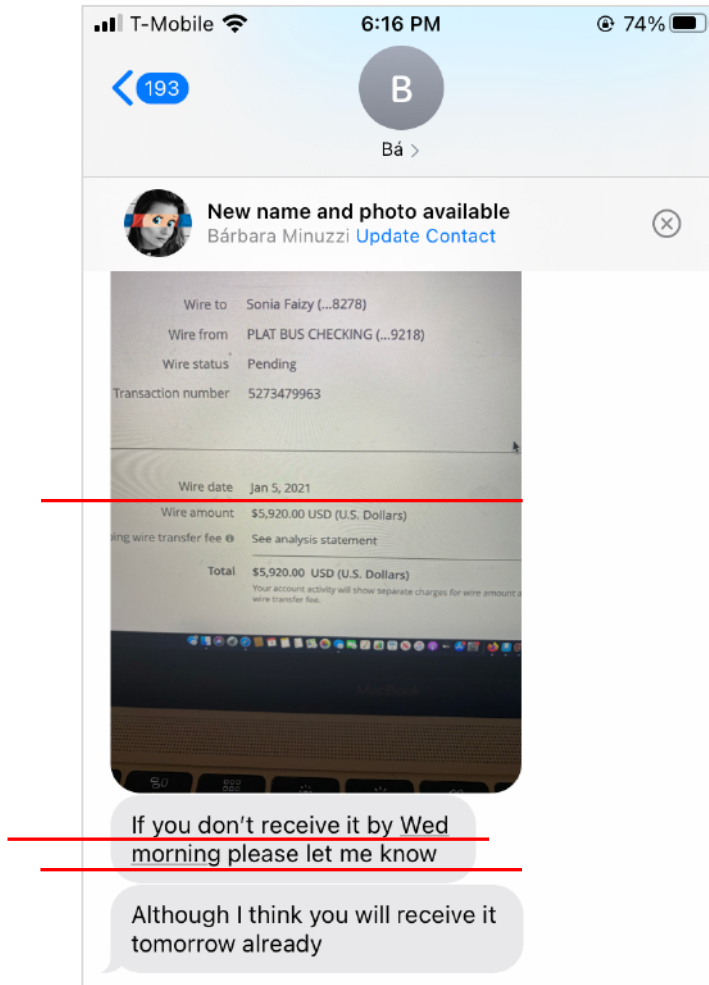 T-Mobile 6:16 PM 74%
193
B
Bá >
New name and photo available
Bárbara Minuzzi Update Contact
Wire to Sonia Faizy (...8278)
Wire from PLAT BUS CHECKING (...9218)
Wire status Pending
Transaction number 5273479963
Wire date Jan 5, 2021
Wire amount $5,920.00 USD (U.S. Dollars)
wire transfer fee See analysis statement
Total $5,920.00 USD (U.S. Dollars)
Your account activity will show separate charges for wire amount
wire transfer fee.
MacBook
If you don't receive it by Wed
morning please let me know
Although I think you will receive it
tomorrow already